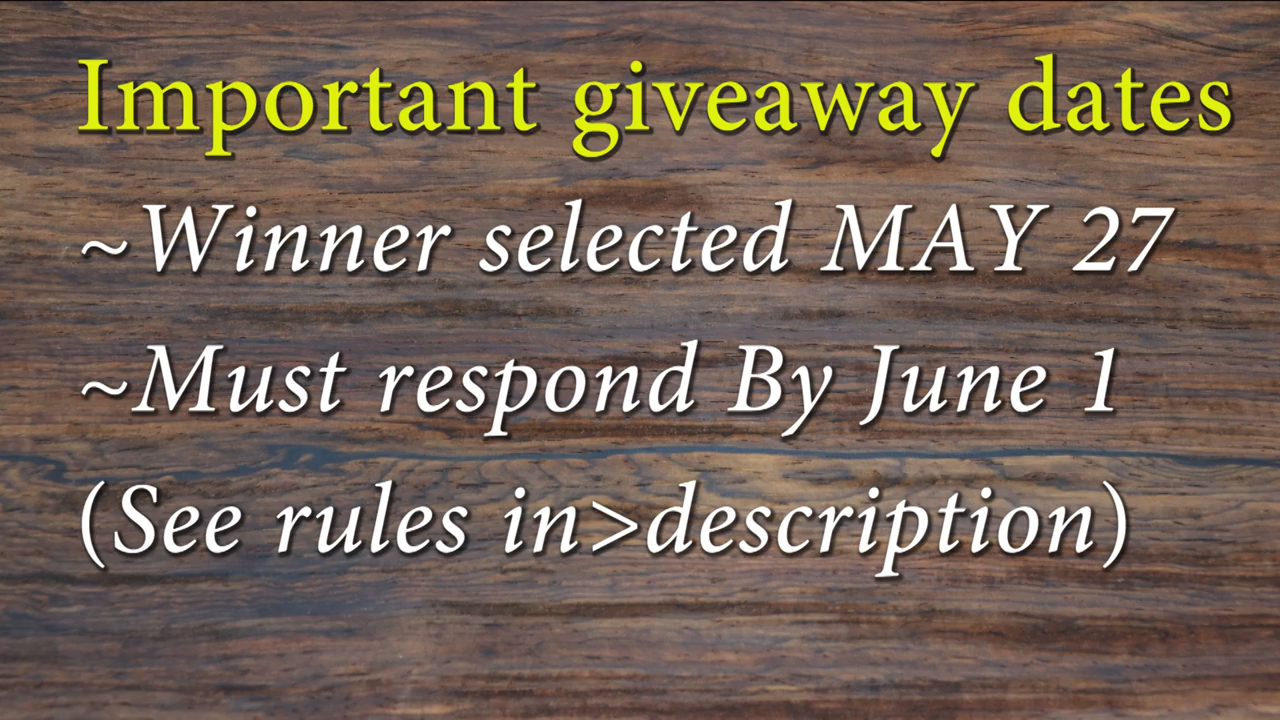 Important giveaway dates
~Winner selected MAY 27
~Must respond By June 1
(See rules in>description)